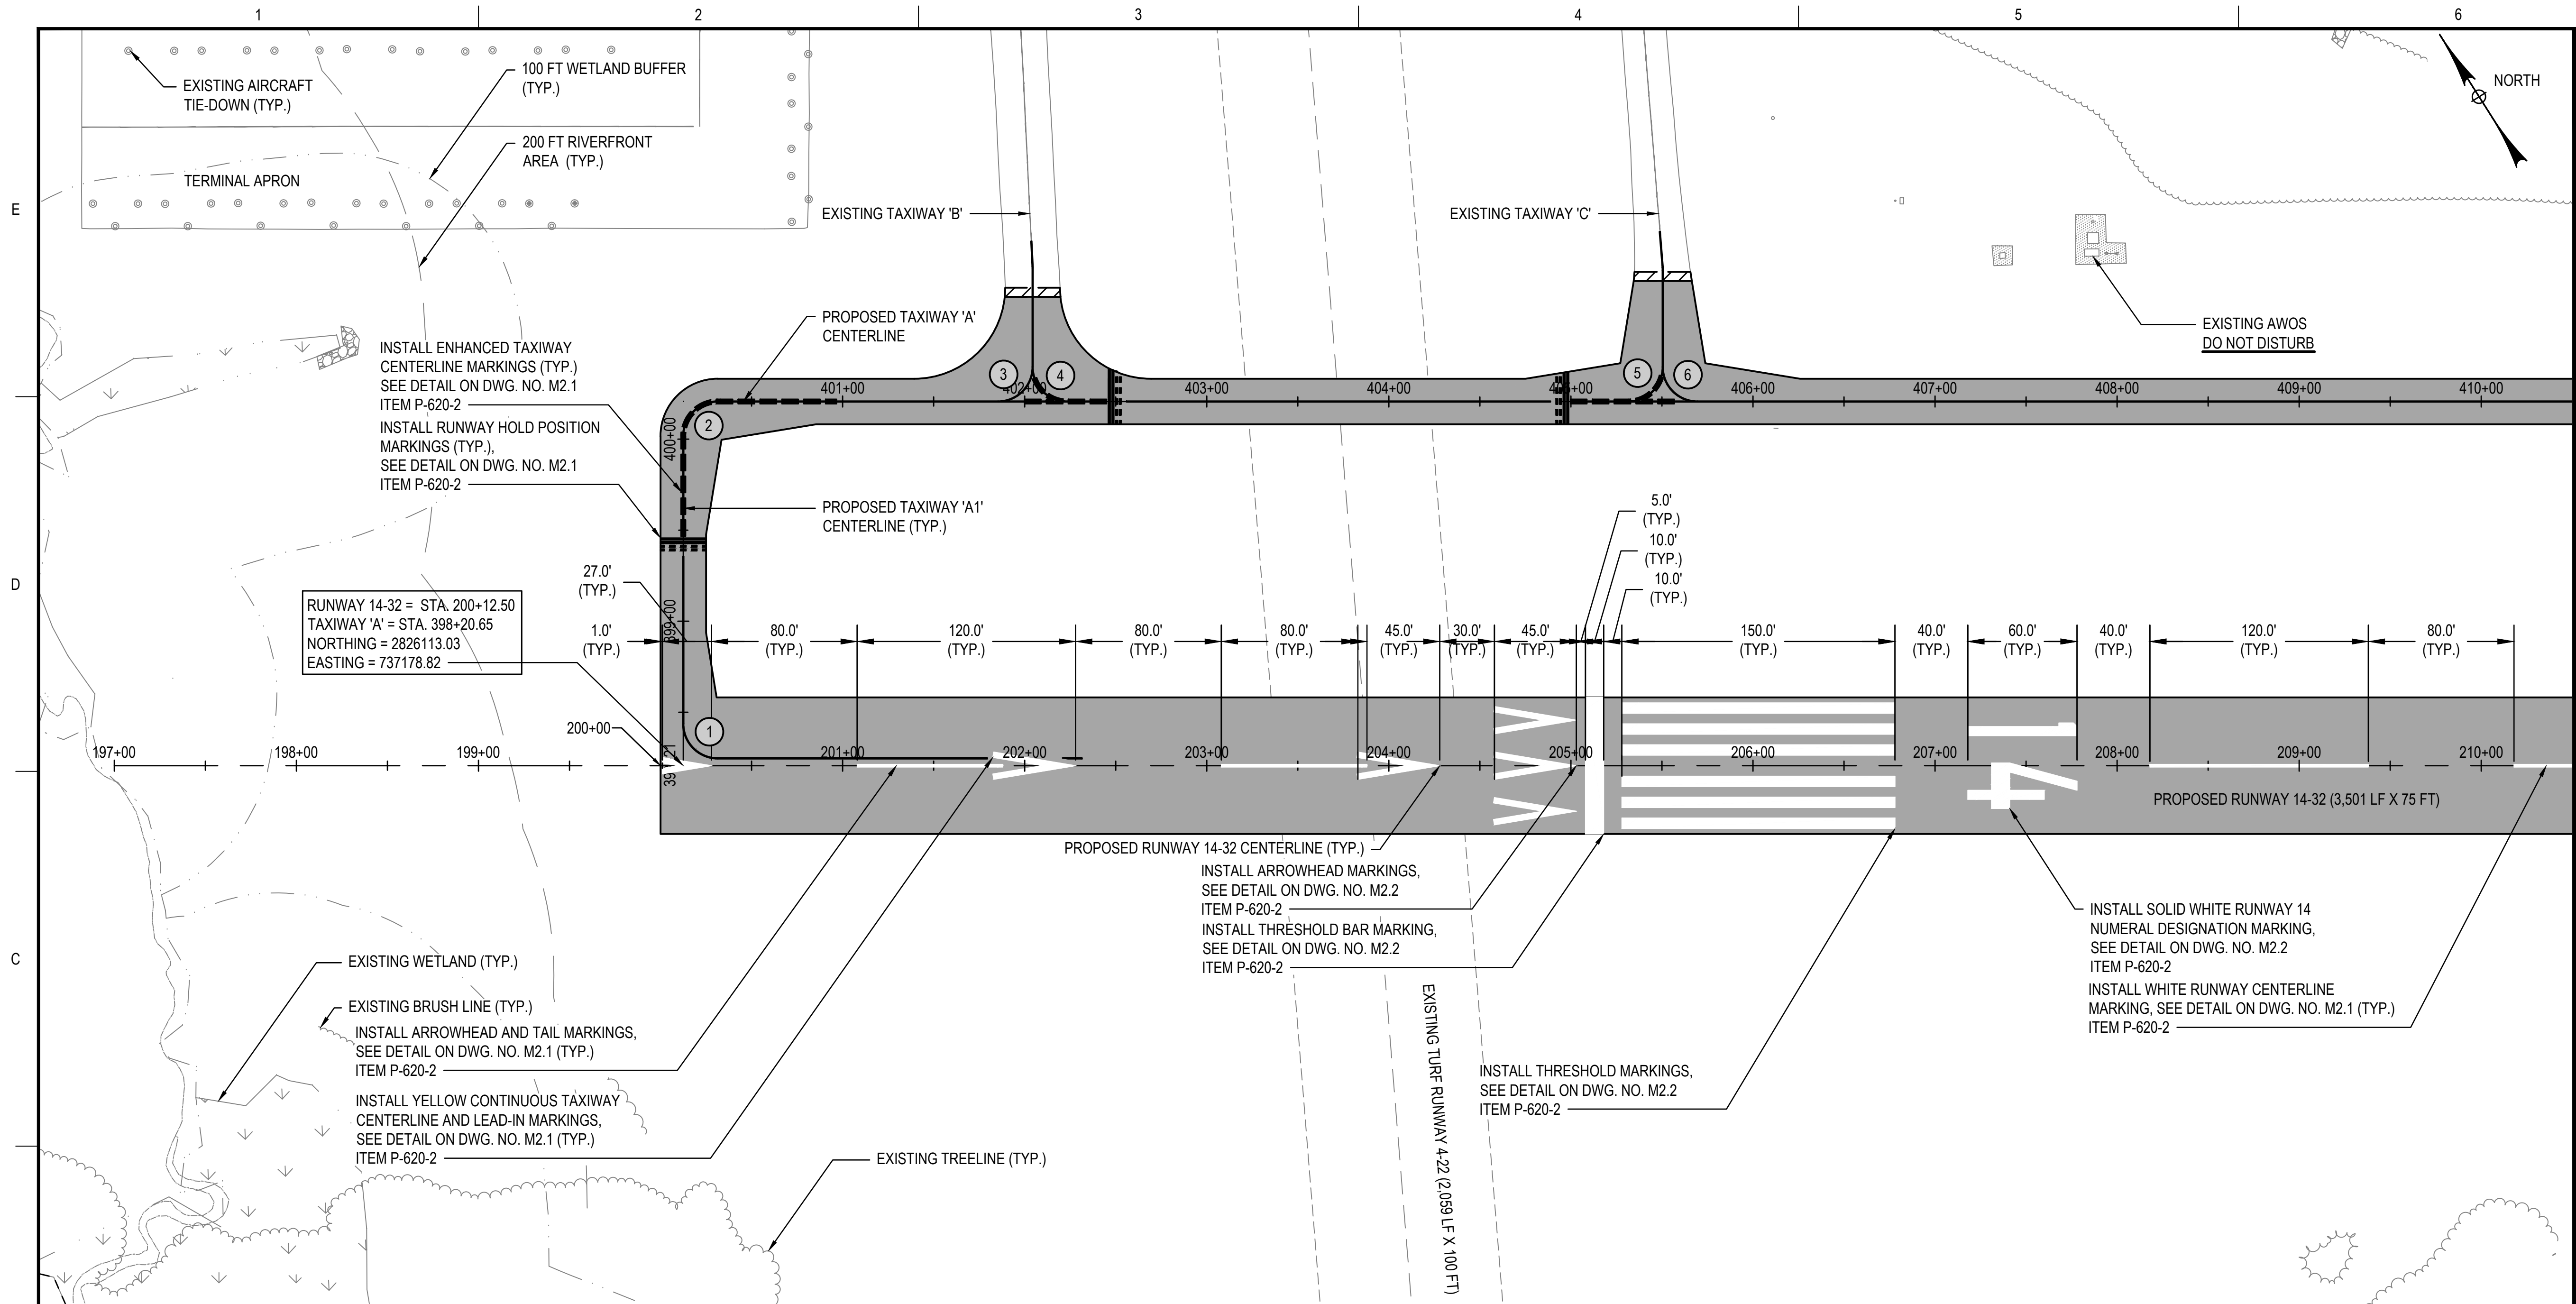 1
2
3
4
5
6
E
D
C
NORTH
EXISTING AIRCRAFT
TIE-DOWN (TYP.)
100 FT WETLAND BUFFER
(TYP.)
200 FT RIVERFRONT
AREA (TYP.)
TERMINAL APRON
EXISTING TAXIWAY 'B'
EXISTING TAXIWAY 'C'
PROPOSED TAXIWAY 'A'
CENTERLINE
EXISTING AWOS
DO NOT DISTURB
INSTALL ENHANCED TAXIWAY
CENTERLINE MARKINGS (TYP.)
SEE DETAIL ON DWG. NO. M2.1
ITEM P-620-2
INSTALL RUNWAY HOLD POSITION
MARKINGS (TYP.),
SEE DETAIL ON DWG. NO. M2.1
ITEM P-620-2
3
4
5
6
401+00
402+00
403+00
404+00
405+00
406+00
407+00
408+00
409+00
410+00
2
400+00
PROPOSED TAXIWAY 'A1'
CENTERLINE (TYP.)
5.0'
(TYP.)
10.0'
(TYP.)
10.0'
(TYP.)
27.0'
(TYP.)
RUNWAY 14-32 = STA. 200+12.50
TAXIWAY 'A' = STA. 398+20.65
NORTHING = 2826113.03
EASTING = 737178.82
399+00
1.0'
(TYP.)
80.0'
(TYP.)
120.0'
(TYP.)
80.0'
(TYP.)
80.0'
(TYP.)
45.0'
(TYP.)
30.0'
(TYP.)
45.0'
(TYP.)
150.0'
(TYP.)
40.0'
(TYP.)
60.0'
(TYP.)
40.0'
(TYP.)
120.0'
(TYP.)
80.0'
(TYP.)
1
200+00
197+00
198+00
199+00
201+00
202+00
203+00
204+00
205+00
206+00
207+00
208+00
209+00
210+00
14
PROPOSED RUNWAY 14-32 (3,501 LF X 75 FT)
PROPOSED RUNWAY 14-32 CENTERLINE (TYP.)
INSTALL ARROWHEAD MARKINGS,
SEE DETAIL ON DWG. NO. M2.2
ITEM P-620-2
INSTALL THRESHOLD BAR MARKING,
SEE DETAIL ON DWG. NO. M2.2
ITEM P-620-2
INSTALL SOLID WHITE RUNWAY 14
NUMERAL DESIGNATION MARKING,
SEE DETAIL ON DWG. NO. M2.2
ITEM P-620-2
INSTALL WHITE RUNWAY CENTERLINE
MARKING, SEE DETAIL ON DWG. NO. M2.1 (TYP.)
ITEM P-620-2
EXISTING WETLAND (TYP.)
EXISTING BRUSH LINE (TYP.)
INSTALL ARROWHEAD AND TAIL MARKINGS,
SEE DETAIL ON DWG. NO. M2.1 (TYP.)
ITEM P-620-2
INSTALL YELLOW CONTINUOUS TAXIWAY
CENTERLINE AND LEAD-IN MARKINGS,
SEE DETAIL ON DWG. NO. M2.1 (TYP.)
ITEM P-620-2
EXISTING TREELINE (TYP.)
EXISTING TURF RUNWAY 4-22 (2,059 LF X 100 FT)
INSTALL THRESHOLD MARKINGS,
SEE DETAIL ON DWG. NO. M2.2
ITEM P-620-2